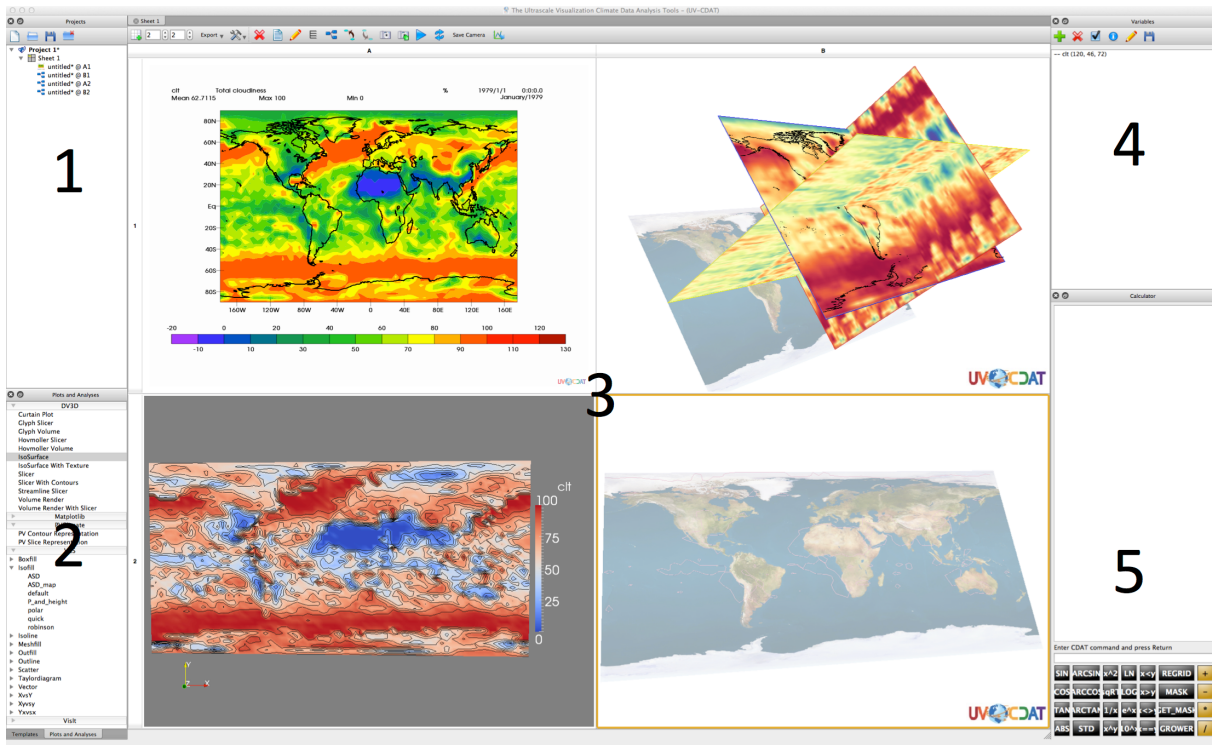 The Ultrascale Visualization Climate Data Analysis Tools - (UV-CDAT)
Projects
Project 1*
Sheet 1
untitled* @ A1
untitled* @ B1
untitled* @ A2
untitled* @ B2
1
Plots and Analyses
DV3D
Curtain Plot
Glyph Slicer
Glyph Volume
Hovmoller Slicer
Hovmoller Volume
IsoSurface
IsoSurface With Texture
Slicer
Slicer With Contours
Streamline Slicer
Volume Render
Volume Render With Slicer
Matplotlib
PV Contour Representation
PV Slice Representation
2
Boxfill
Isofill
ASD
ASD_map
default
P_and_height
polar
quick
robinson
Isoline
Meshfill
Outfill
Outline
Scatter
Taylordiagram
Vector
XvsY
Xyvsy
Yxvsx
VisIt
Templates Plots and Analyses
Sheet 1
2 2 Export Save Camera
A B
1
2
clt Total cloudiness % 1979/1/1 0:0:0.0
Mean 62.7115 Max 100 Min 0 January/1979
80N
60N
40N
20N
Eq
20S
40S
60S
80S
160W 120W 80W 40W 0 40E 80E 120E 160E
-20 0 20 40 60 80 100 120
-10 10 30 50 70 90 110 130
UV CDAT
UV CDAT
3
clt
100
75
50
25
0
Y
Z X
UV CDAT
Variables
-- clt (120, 46, 72)
4
Calculator
5
Enter CDAT command and press Return
SIN ARCSIN x^2 LN x<y REGRID +
COS ARCCOS sqRT LOG x>y MASK -
TAN ARCTAN 1/x e^x x<>y GET_MASK *
ABS STD x^y 10^x x==y GROWER /